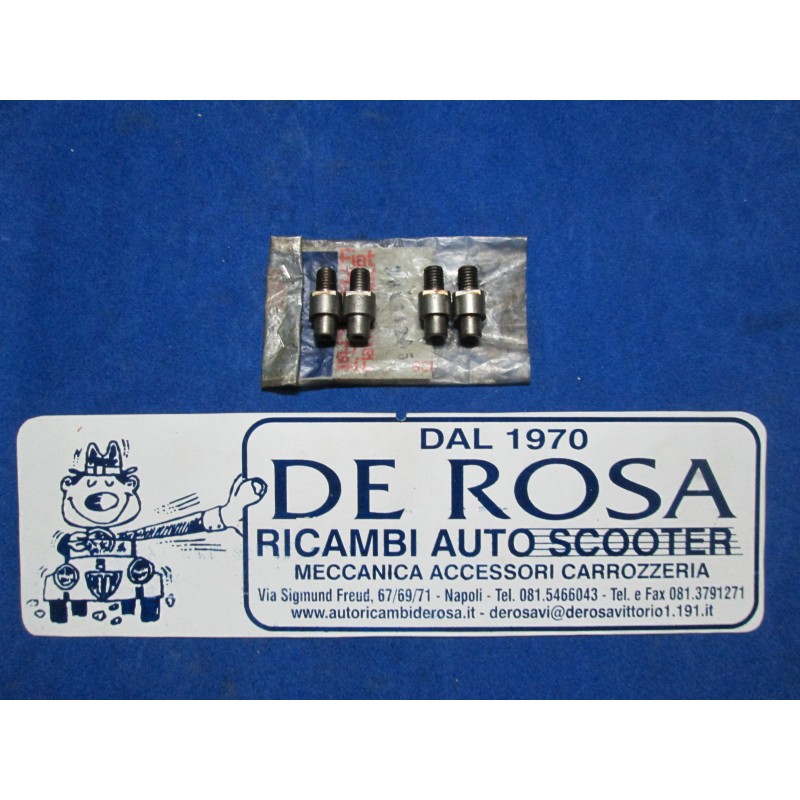 Fiat
DAL 1970
DE ROSA
RICAMBI AUTO SCOOTER
MECCANICA ACCESSORI CARROZZERIA
Via Sigmund Freud, 67/69/71 - Napoli - Tel. 081.5466043 - Tel. e Fax 081.3791271
www.autoricambiderosa.it - derosavi@derosavittorio1.191.it